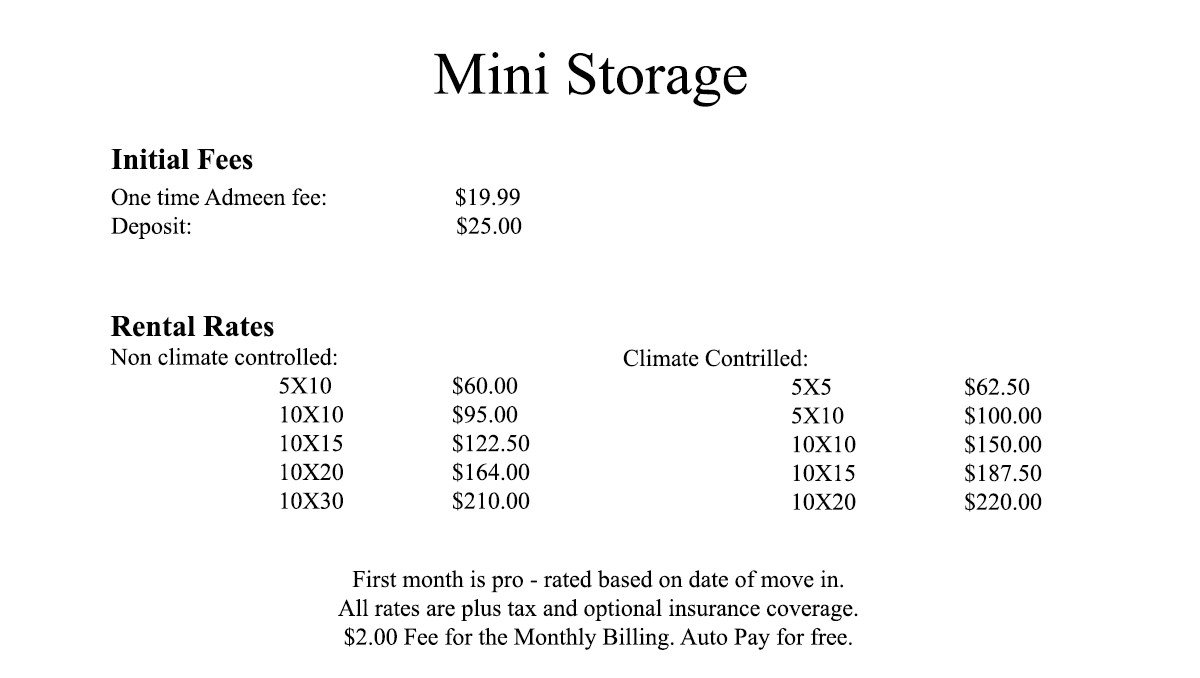 Mini Storage
Initial Fees
One time Admeen fee: $19.99
Deposit: $25.00
Rental Rates
Non climate controlled:
5X10 $60.00
10X10 $95.00
10X15 $122.50
10X20 $164.00
10X30 $210.00
Climate Contrilled:
5X5 $62.50
5X10 $100.00
10X10 $150.00
10X15 $187.50
10X20 $220.00
First month is pro - rated based on date of move in.
All rates are plus tax and optional insurance coverage.
$2.00 Fee for the Monthly Billing. Auto Pay for free.